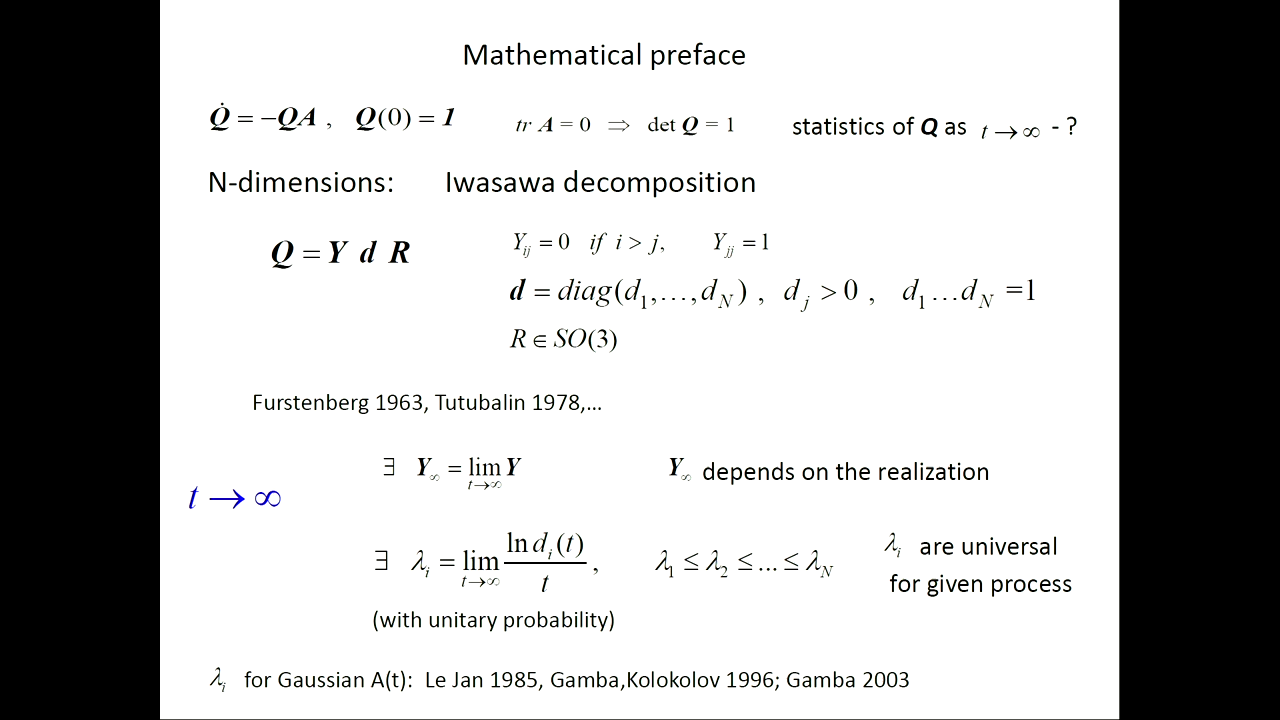 Mathematical preface
Q̇ = −QA , Q(0) = 1 tr A = 0 ⇒ det Q = 1 statistics of Q as t → ∞ - ?
N-dimensions: Iwasawa decomposition
Q = Y d R
Y_ij = 0 if i > j, Y_jj = 1
d = diag(d_1,…,d_N) , d_j > 0 , d_1 …d_N =1
R ∈ SO(3)
Furstenberg 1963, Tutubalin 1978,…
t → ∞
∃ Y_∞ = lim_{t→∞} Y Y_∞ depends on the realization
∃ λ_i = lim_{t→∞} ln d_i(t) / t , λ_1 ≤ λ_2 ≤ ... ≤ λ_N λ_i are universal
for given process
(with unitary probability)
λ_i for Gaussian A(t): Le Jan 1985, Gamba,Kolokolov 1996; Gamba 2003